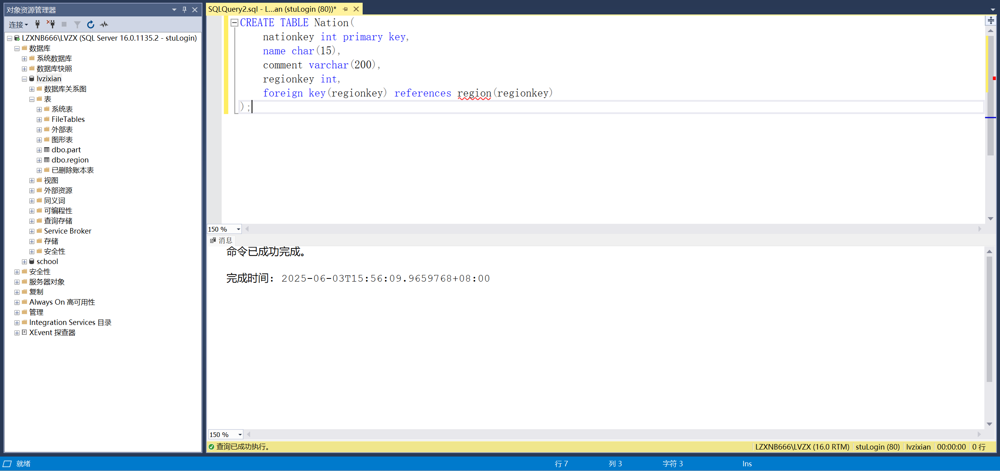 对象资源管理器
连接
LZXNB666\LVZX (SQL Server 16.0.1135.2 - stuLogin)
数据库
系统数据库
数据库快照
lvzixian
数据库关系图
表
系统表
FileTables
外部表
图形表
dbo.part
dbo.region
已删除账本表
视图
外部资源
同义词
可编程性
查询存储
Service Broker
存储
安全性
school
安全性
服务器对象
复制
Always On 高可用性
管理
Integration Services 目录
XEvent 探查器
SQLQuery2.sql - L...an (stuLogin (80))*
CREATE TABLE Nation(
nationkey int primary key,
name char(15),
comment varchar(200),
regionkey int,
foreign key(regionkey) references region(regionkey)
);
150 %
消息
命令已成功完成。
完成时间: 2025-06-03T15:56:09.9659768+08:00
150 %
查询已成功执行。
LZXNB666\LVZX (16.0 RTM) stuLogin (80) lvzixian 00:00:00 0 行
就绪
行 7 列 3 字符 3 Ins